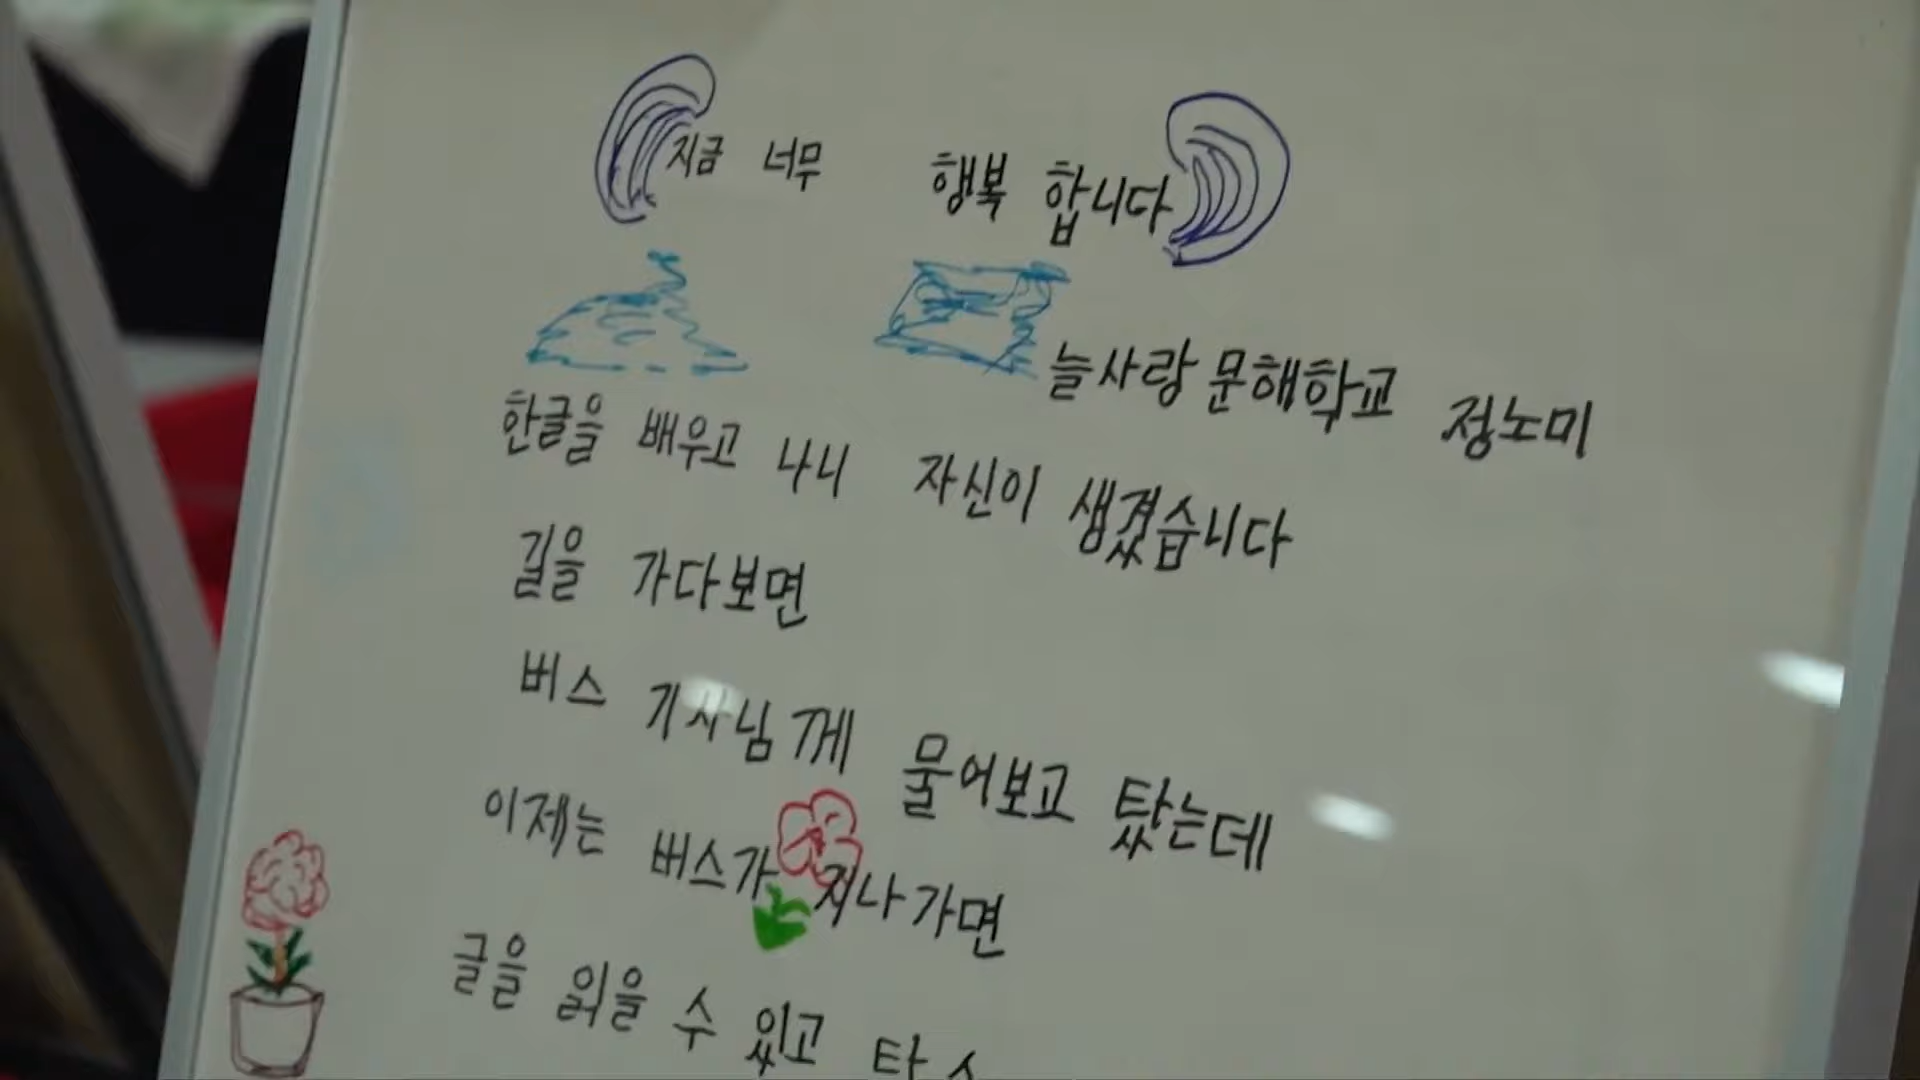 지금 너무 행복 합니다
늘사랑 문해학교 정노미
한글을 배우고 나니 자신이 생겼습니다
길을 가다보면
버스 기사님께 물어보고 탔는데
이제는 버스가 지나가면
글을 읽을 수 있고 타